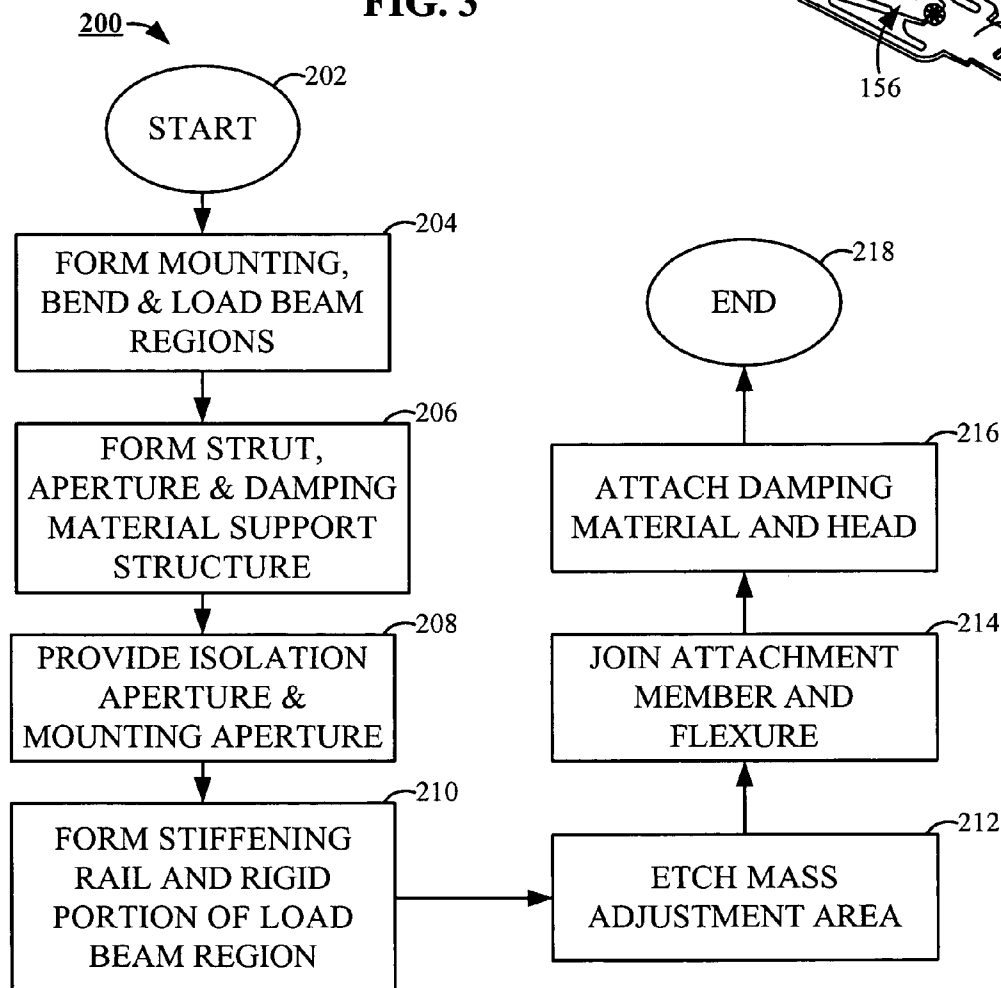 FIG. 3
200
156
202
START
204
FORM MOUNTING,
BEND & LOAD BEAM
REGIONS
206
FORM STRUT,
APERTURE & DAMPING
MATERIAL SUPPORT
STRUCTURE
208
PROVIDE ISOLATION
APERTURE &
MOUNTING APERTURE
210
FORM STIFFENING
RAIL AND RIGID
PORTION OF LOAD
BEAM REGION
212
ETCH MASS
ADJUSTMENT AREA
214
JOIN ATTACHMENT
MEMBER AND
FLEXURE
216
ATTACH DAMPING
MATERIAL AND HEAD
218
END